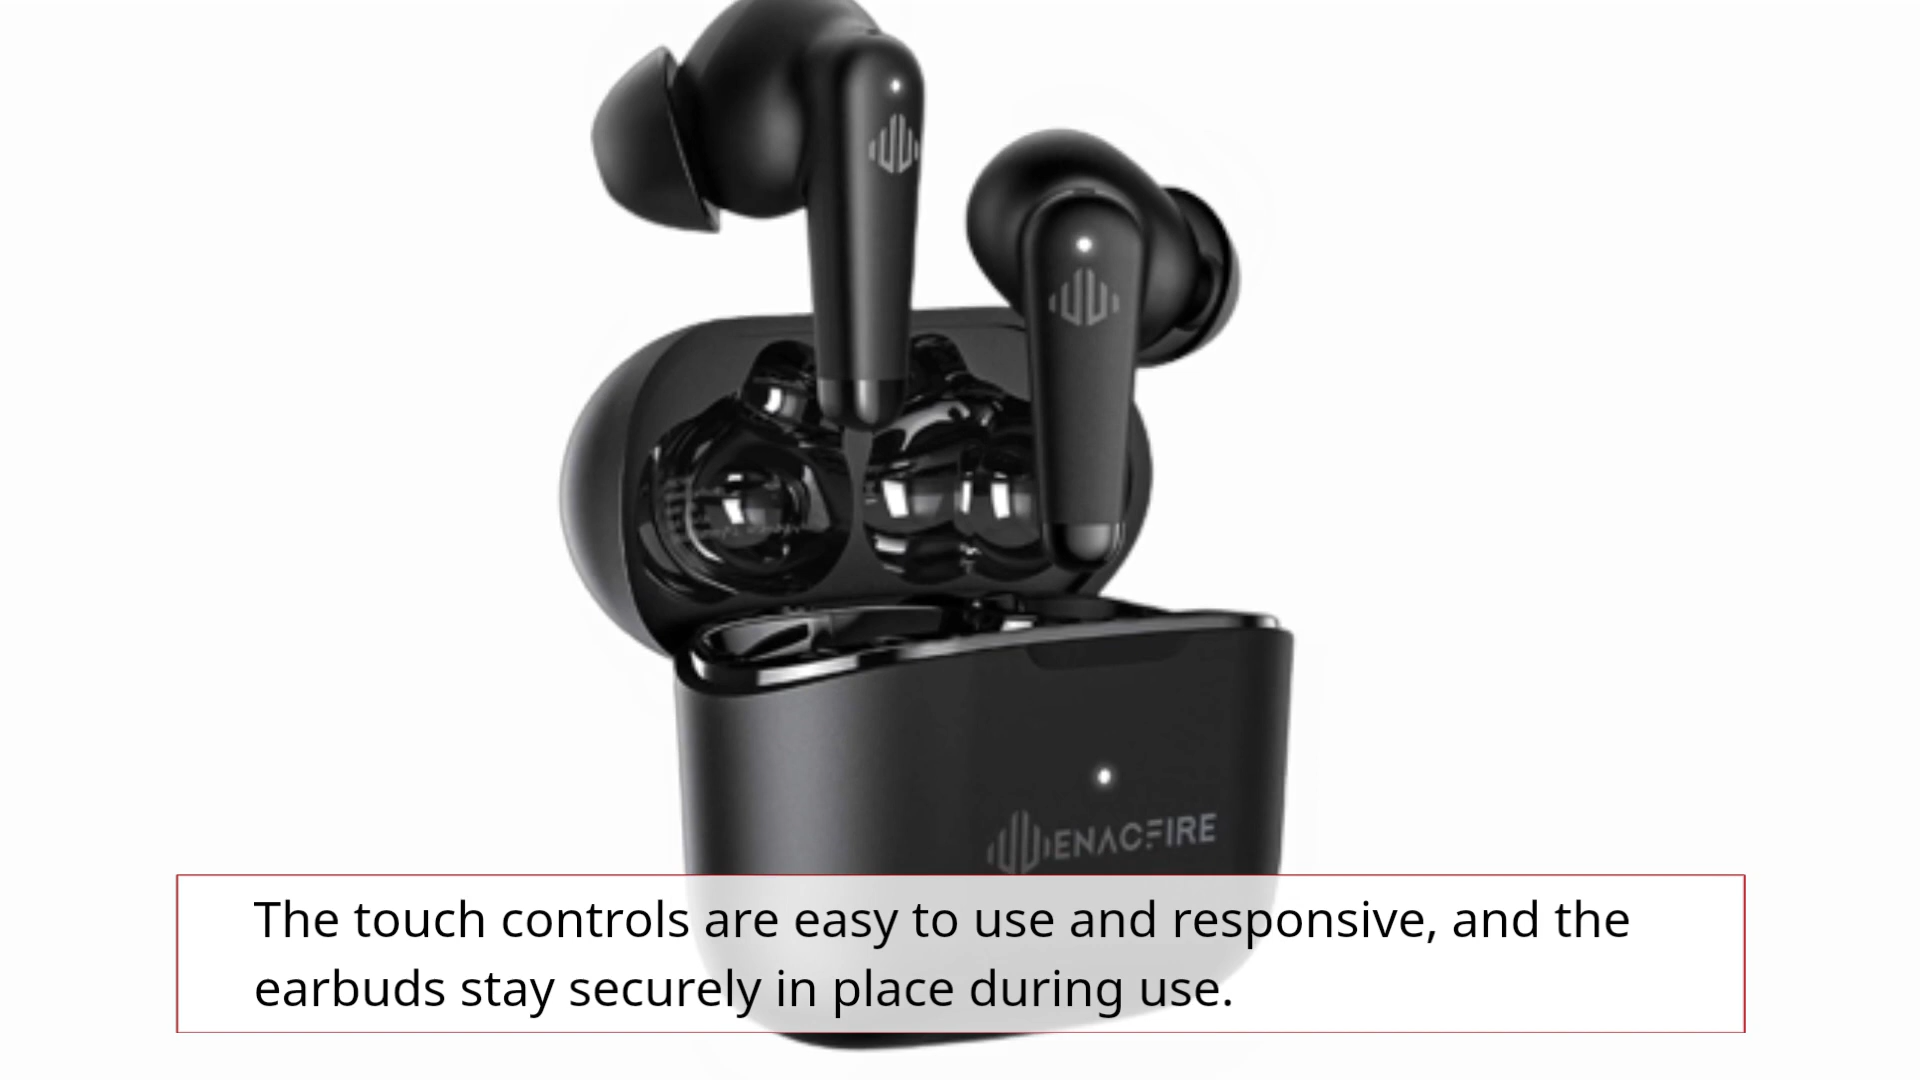 ENACFIRE
The touch controls are easy to use and responsive, and the
earbuds stay securely in place during use.